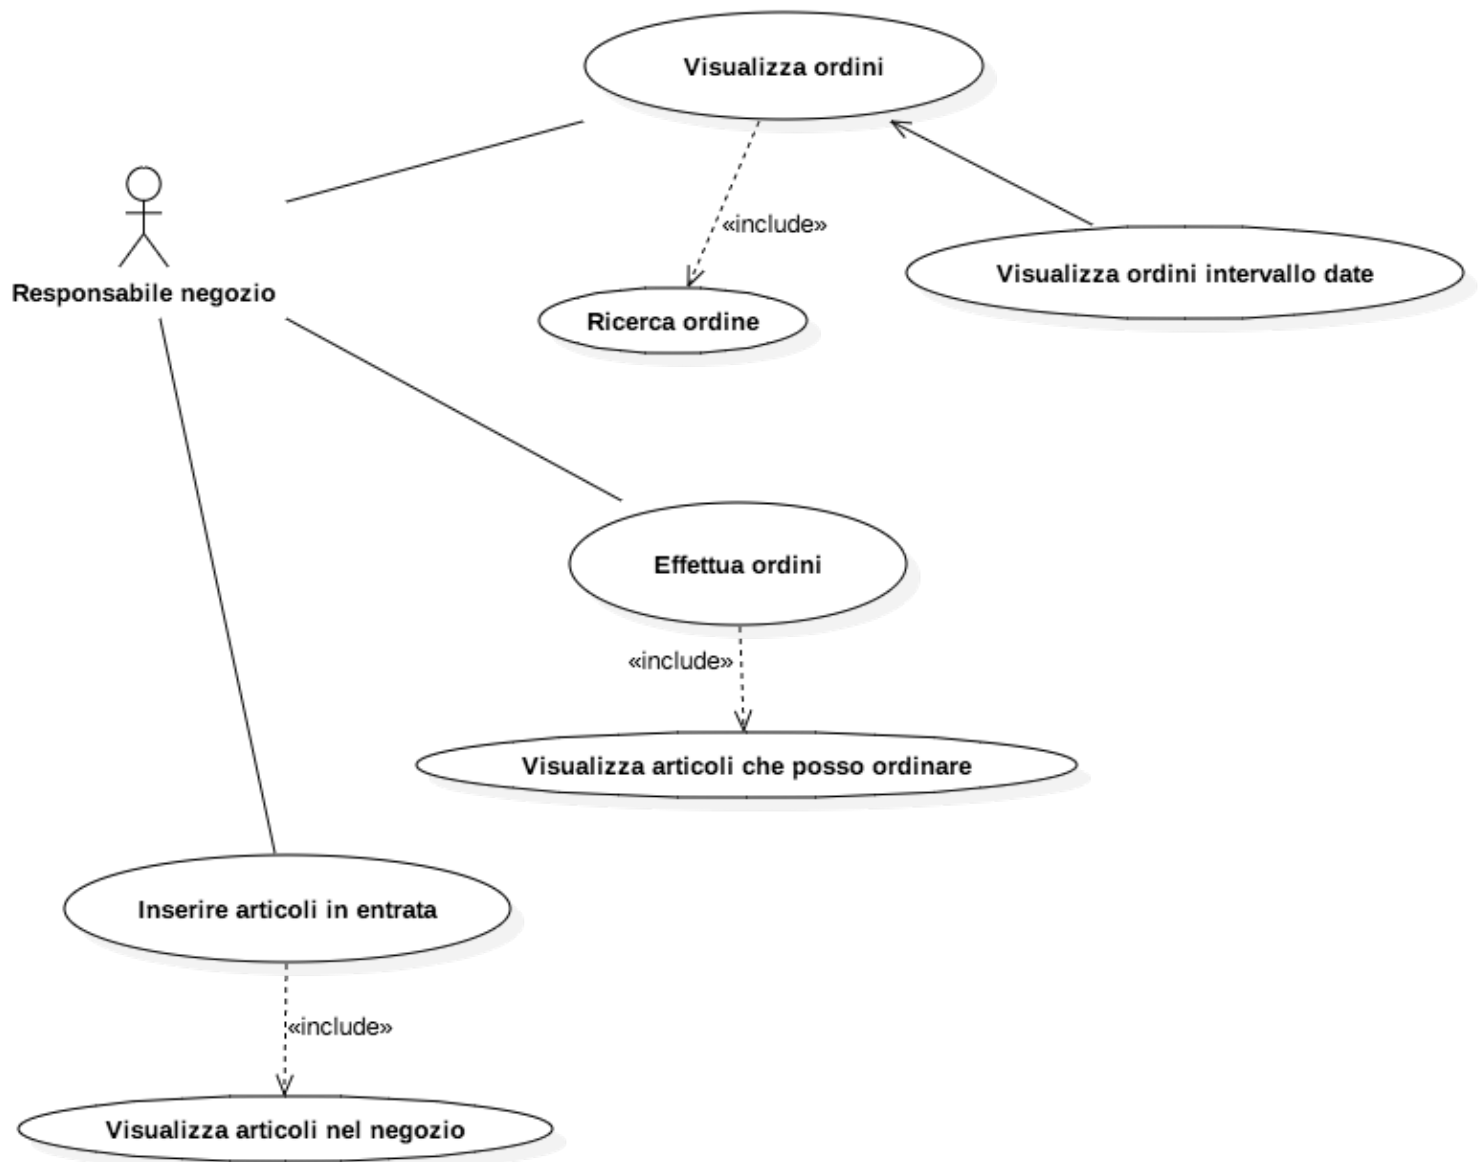 Visualizza ordini
«include»
Visualizza ordini intervallo date
Responsabile negozio
Ricerca ordine
Effettua ordini
«include»
Visualizza articoli che posso ordinare
Inserire articoli in entrata
«include»
Visualizza articoli nel negozio